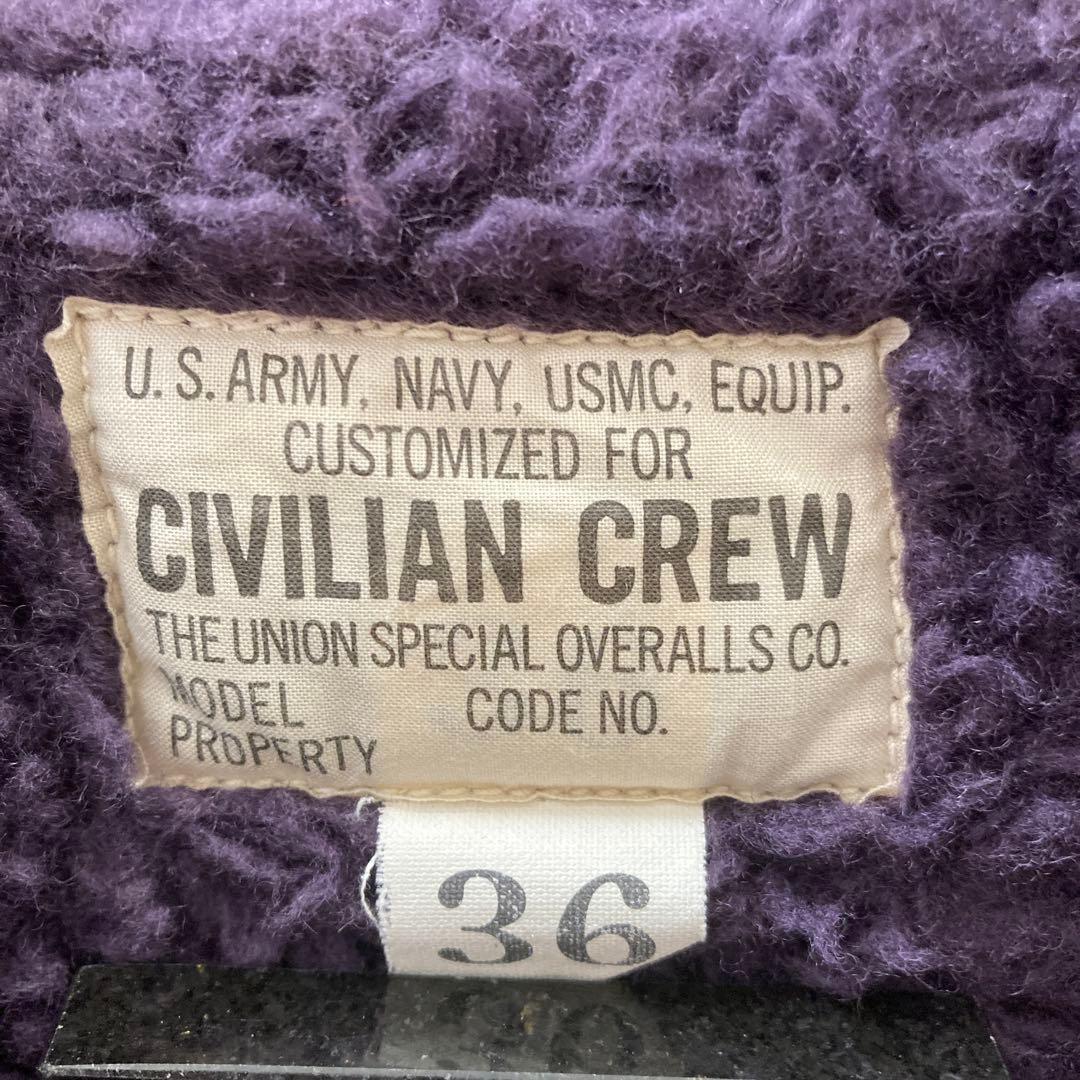 U.S. ARMY, NAVY, USMC, EQUIP.
CUSTOMIZED FOR
CIVILIAN CREW
THE UNION SPECIAL OVERALLS CO.
MODEL CODE NO.
PROPERTY
36